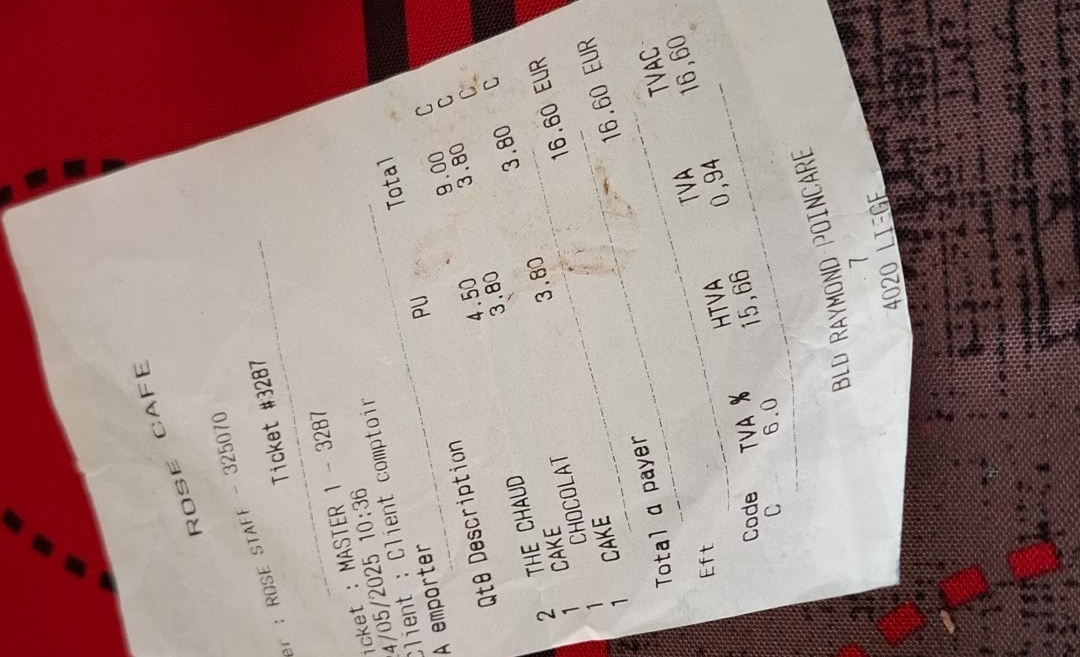 ROSE CAFE
er : ROSE STAFF - 325070
Ticket #3287
icket : MASTER 1 - 3287
4/05/2025 10:36
Client : Client comptoir
A emporter
Qté Description PU Total
2 THE CHAUD 4.50 9.00 C
1 CAKE 3.80 3.80 C
1 CHOCOLAT C
1 CAKE 3.80 3.80 C
Total a payer 16.60 EUR
Eft 16.60 EUR
Code TVA % HTVA TVA TVAC
C 6.0 15,66 0,94 16,60
BLD RAYMOND POINCARE
7
4020 LIEGE